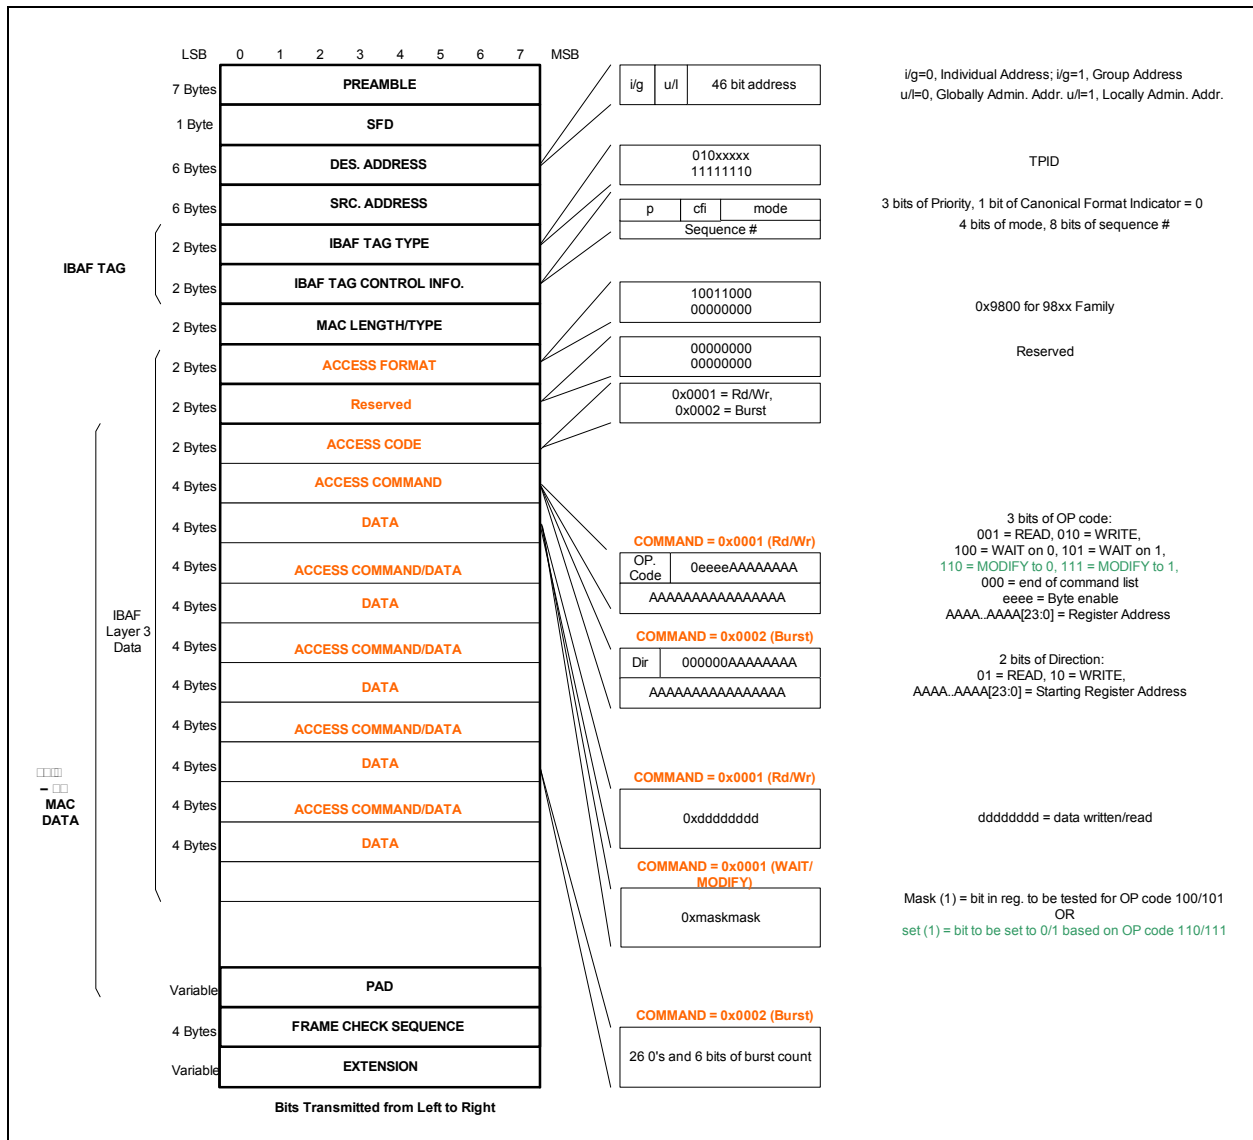 LSB 0 1 2 3 4 5 6 7 MSB
7 Bytes PREAMBLE
1 Byte SFD
6 Bytes DES. ADDRESS
6 Bytes SRC. ADDRESS
IBAF TAG
2 Bytes IBAF TAG TYPE
2 Bytes IBAF TAG CONTROL INFO.
2 Bytes MAC LENGTH/TYPE
2 Bytes ACCESS FORMAT
2 Bytes Reserved
2 Bytes ACCESS CODE
4 Bytes ACCESS COMMAND
4 Bytes DATA
4 Bytes ACCESS COMMAND/DATA
4 Bytes DATA
4 Bytes ACCESS COMMAND/DATA
4 Bytes DATA
4 Bytes ACCESS COMMAND/DATA
4 Bytes DATA
4 Bytes ACCESS COMMAND/DATA
4 Bytes DATA
IBAF
Layer 3
Data
MAC
DATA
Variable PAD
4 Bytes FRAME CHECK SEQUENCE
Variable EXTENSION
Bits Transmitted from Left to Right
i/g u/l 46 bit address
i/g=0, Individual Address; i/g=1, Group Address
u/l=0, Globally Admin. Addr. u/l=1, Locally Admin. Addr.
010xxxxx
11111110
TPID
p cfi mode
Sequence #
3 bits of Priority, 1 bit of Canonical Format Indicator = 0
4 bits of mode, 8 bits of sequence #
10011000
00000000
0x9800 for 98xx Family
00000000
00000000
Reserved
0x0001 = Rd/Wr,
0x0002 = Burst
COMMAND = 0x0001 (Rd/Wr)
OP.
Code
0eeeeAAAAAAAA
AAAAAAAAAAAAAAAA
3 bits of OP code:
001 = READ, 010 = WRITE,
100 = WAIT on 0, 101 = WAIT on 1,
110 = MODIFY to 0, 111 = MODIFY to 1,
000 = end of command list
eeee = Byte enable
AAAA..AAAA[23:0] = Register Address
COMMAND = 0x0002 (Burst)
Dir 000000AAAAAAAA
AAAAAAAAAAAAAAAA
2 bits of Direction:
01 = READ, 10 = WRITE,
AAAA..AAAA[23:0] = Starting Register Address
COMMAND = 0x0001 (Rd/Wr)
0xdddddddd
dddddddd = data written/read
COMMAND = 0x0001 (WAIT/
MODIFY)
0xmaskmask
Mask (1) = bit in reg. to be tested for OP code 100/101
OR
set (1) = bit to be set to 0/1 based on OP code 110/111
COMMAND = 0x0002 (Burst)
26 0's and 6 bits of burst count